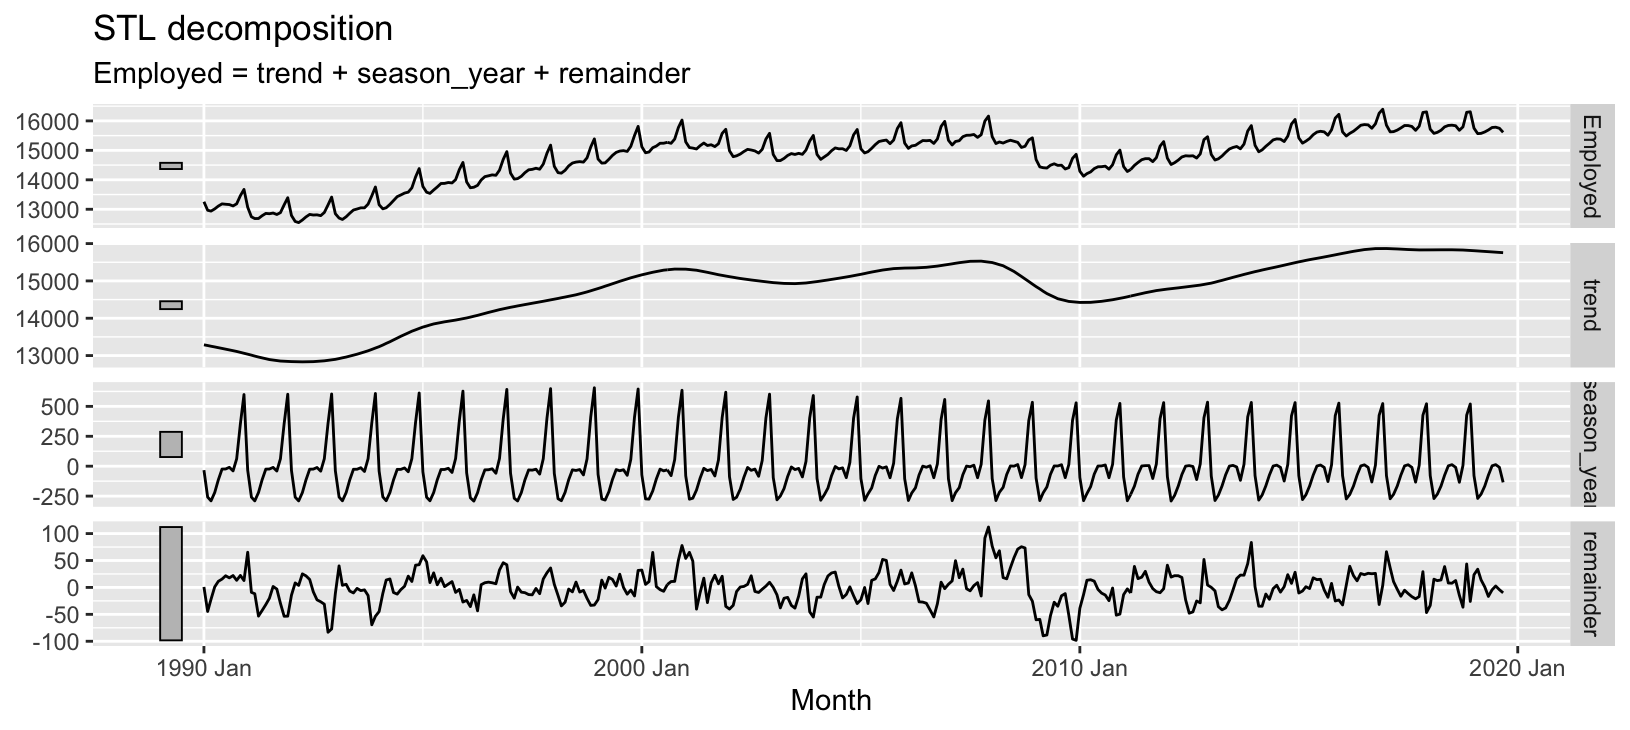 STL decomposition
Employed = trend + season_year + remainder
16000
15000
14000
13000
Employed
16000
15000
14000
13000
trend
500
250
0
-250
season_year
100
50
0
-50
-100
remainder
1990 Jan
2000 Jan
2010 Jan
2020 Jan
Month